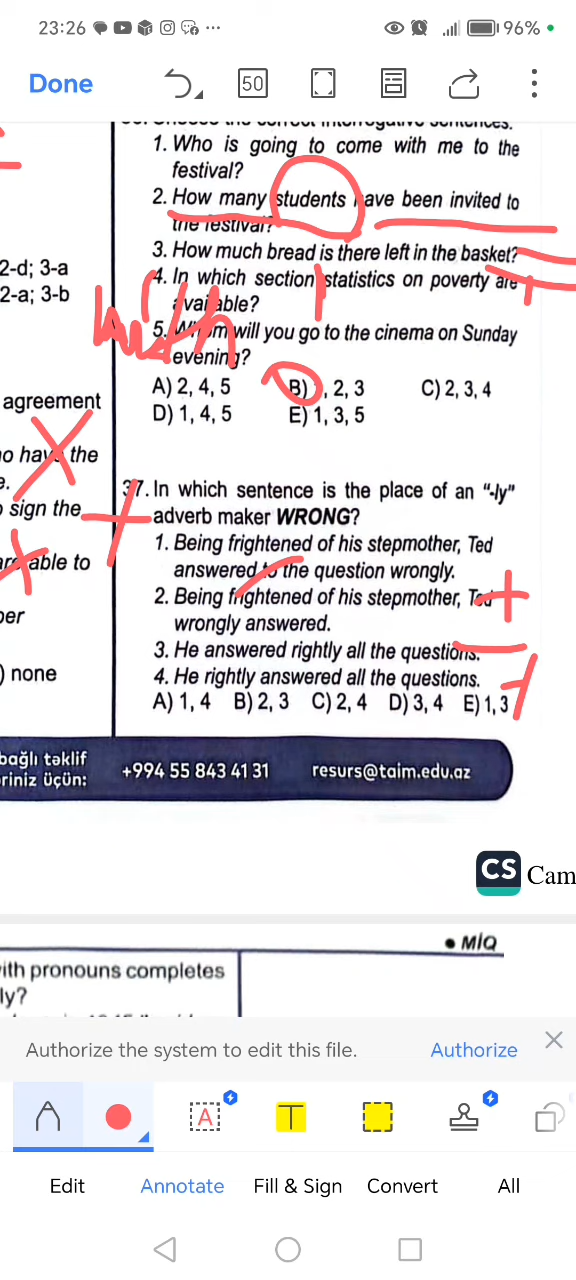 23:26
96%
Done
50
1. Who is going to come with me to the
festival?
2. How many students have been invited to
the festival?
2-d; 3-a
3. How much bread is there left in the basket?
2-a; 3-b
4. In which section statistics on poverty are
available?
with
5. Whom will you go to the cinema on Sunday
evening?
A) 2, 4, 5 B) 1, 2, 3 C) 2, 3, 4
agreement
D) 1, 4, 5 E) 1, 3, 5
o have the
e.
37. In which sentence is the place of an “-ly”
sign the
adverb maker WRONG?
1. Being frightened of his stepmother, Ted
able to
answered to the question wrongly.
2. Being frightened of his stepmother, Ted
per
wrongly answered.
3. He answered rightly all the questions.
) none
4. He rightly answered all the questions.
A) 1, 4 B) 2, 3 C) 2, 4 D) 3, 4 E) 1, 3
bağlı təklif
riniz üçün:
+994 55 843 41 31 resurs@taim.edu.az
CS Cam
• MİQ
ith pronouns completes
ly?
Authorize the system to edit this file. Authorize
A T
Edit Annotate Fill & Sign Convert All